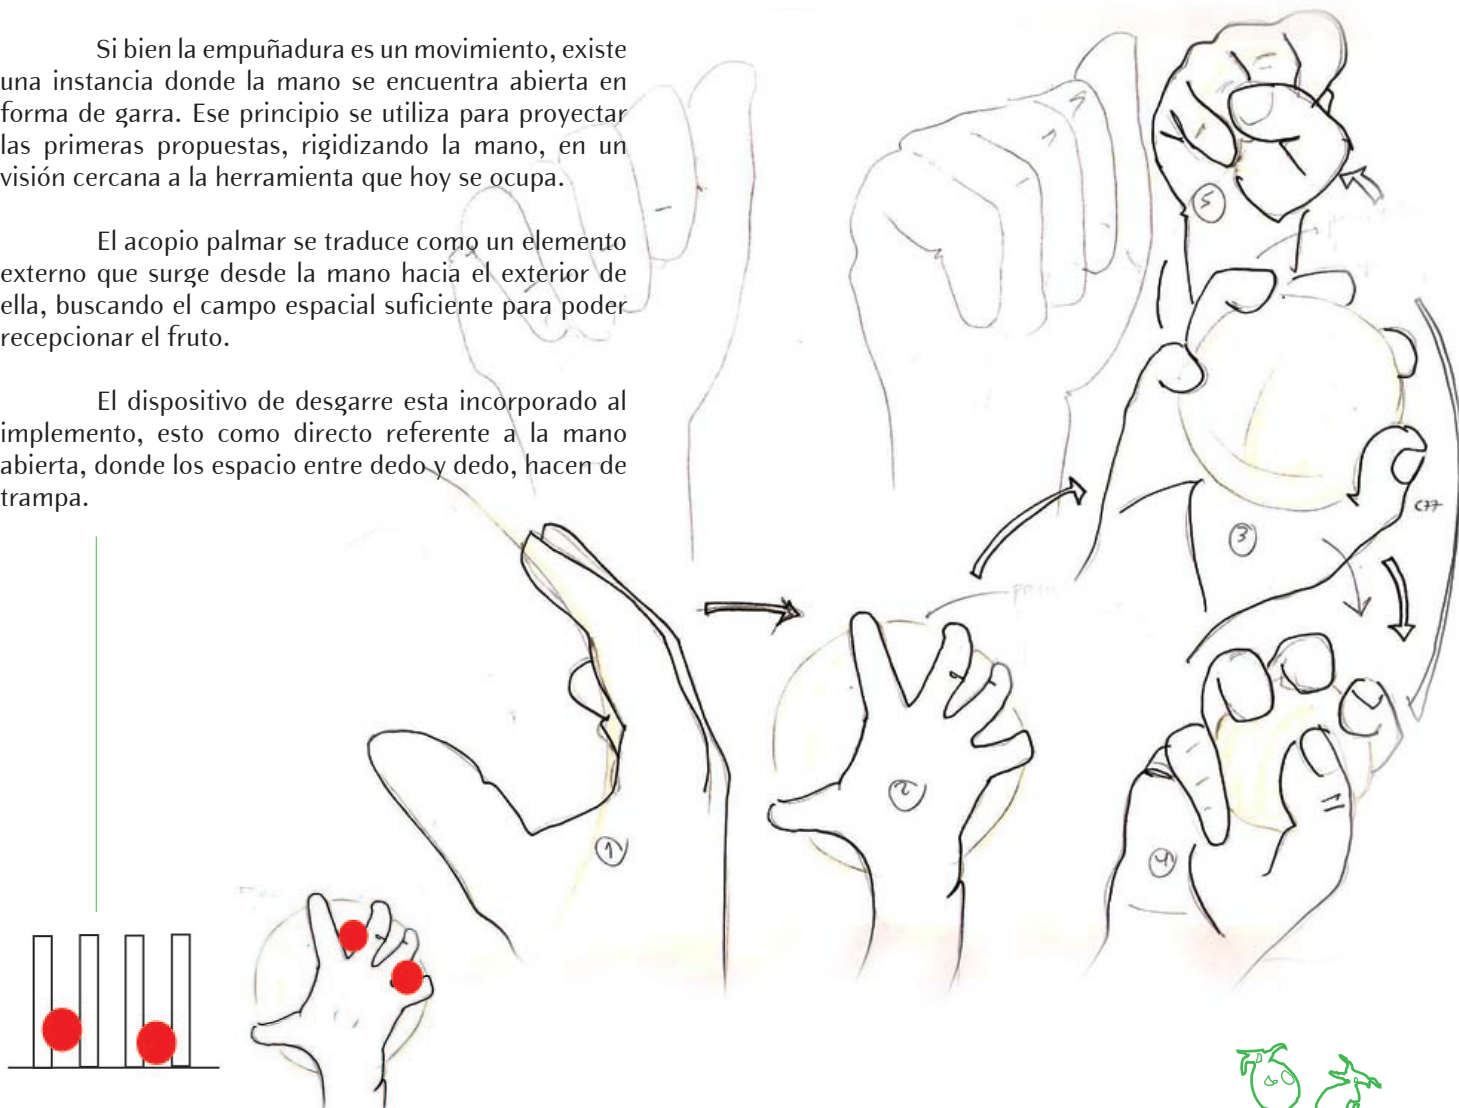 Si bien la empuñadura es un movimiento, existe
una instancia donde la mano se encuentra abierta en
forma de garra. Ese principio se utiliza para proyectar
las primeras propuestas, rigidizando la mano, en un
visión cercana a la herramienta que hoy se ocupa.
El acopio palmar se traduce como un elemento
externo que surge desde la mano hacia el exterior de
ella, buscando el campo espacial suficiente para poder
recepcionar el fruto.
El dispositivo de desgarre esta incorporado al
implemento, esto como directo referente a la mano
abierta, donde los espacio entre dedo y dedo, hacen de
trampa.
5
3
2
1
4